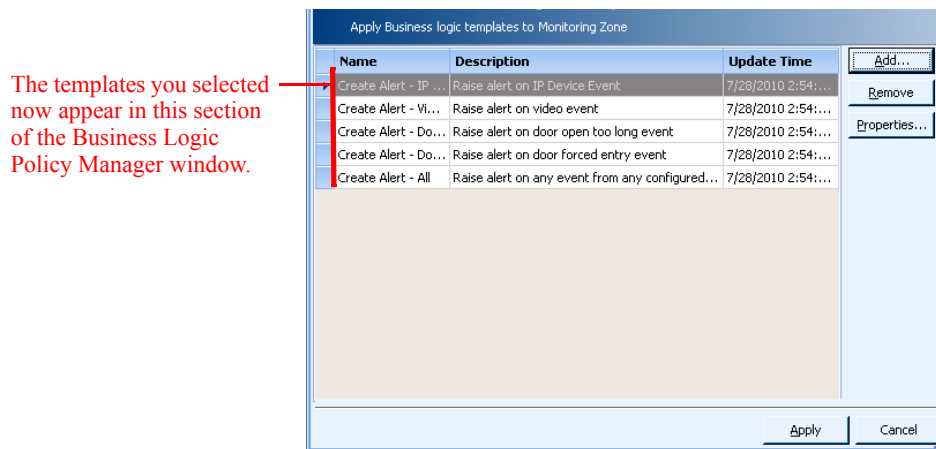 Apply Business logic templates to Monitoring Zone
The templates you selected
now appear in this section
of the Business Logic
Policy Manager window.
Name Description Update Time
Create Alert - IP ... Raise alert on IP Device Event 7/28/2010 2:54:...
Create Alert - Vi... Raise alert on video event 7/28/2010 2:54:...
Create Alert - Do... Raise alert on door open too long event 7/28/2010 2:54:...
Create Alert - Do... Raise alert on door forced entry event 7/28/2010 2:54:...
Create Alert - All Raise alert on any event from any configured... 7/28/2010 2:54:...
Add...
Remove
Properties...
Apply Cancel